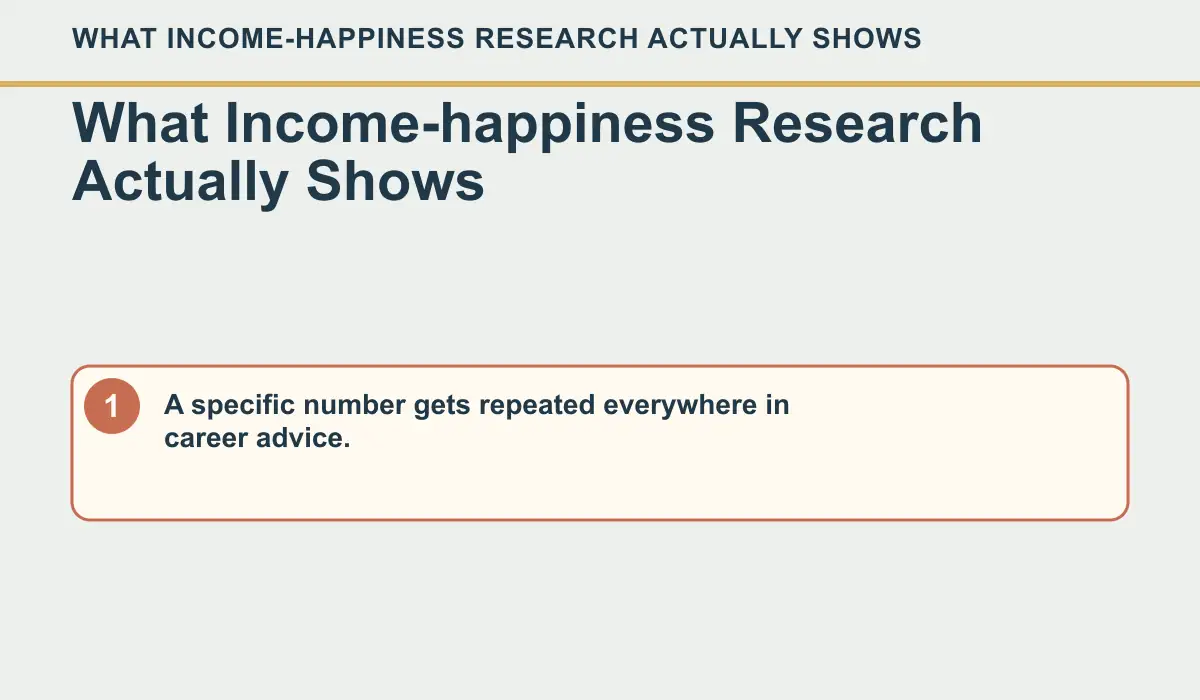 WHAT INCOME-HAPPINESS RESEARCH ACTUALLY SHOWS
What Income-happiness Research
Actually Shows
1
A specific number gets repeated everywhere in
career advice.